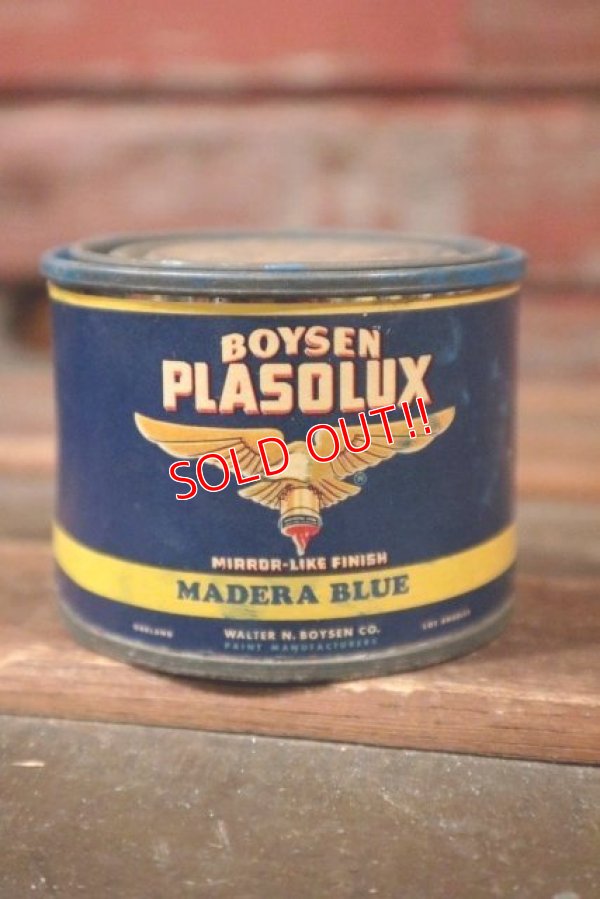 BOYSEN
PLASOLUX
SOLD OUT!!
®
MIRROR-LIKE FINISH
MADERA BLUE
OAKLAND WALTER N. BOYSEN CO. LOS ANGELES
PAINT MANUFACTURERS